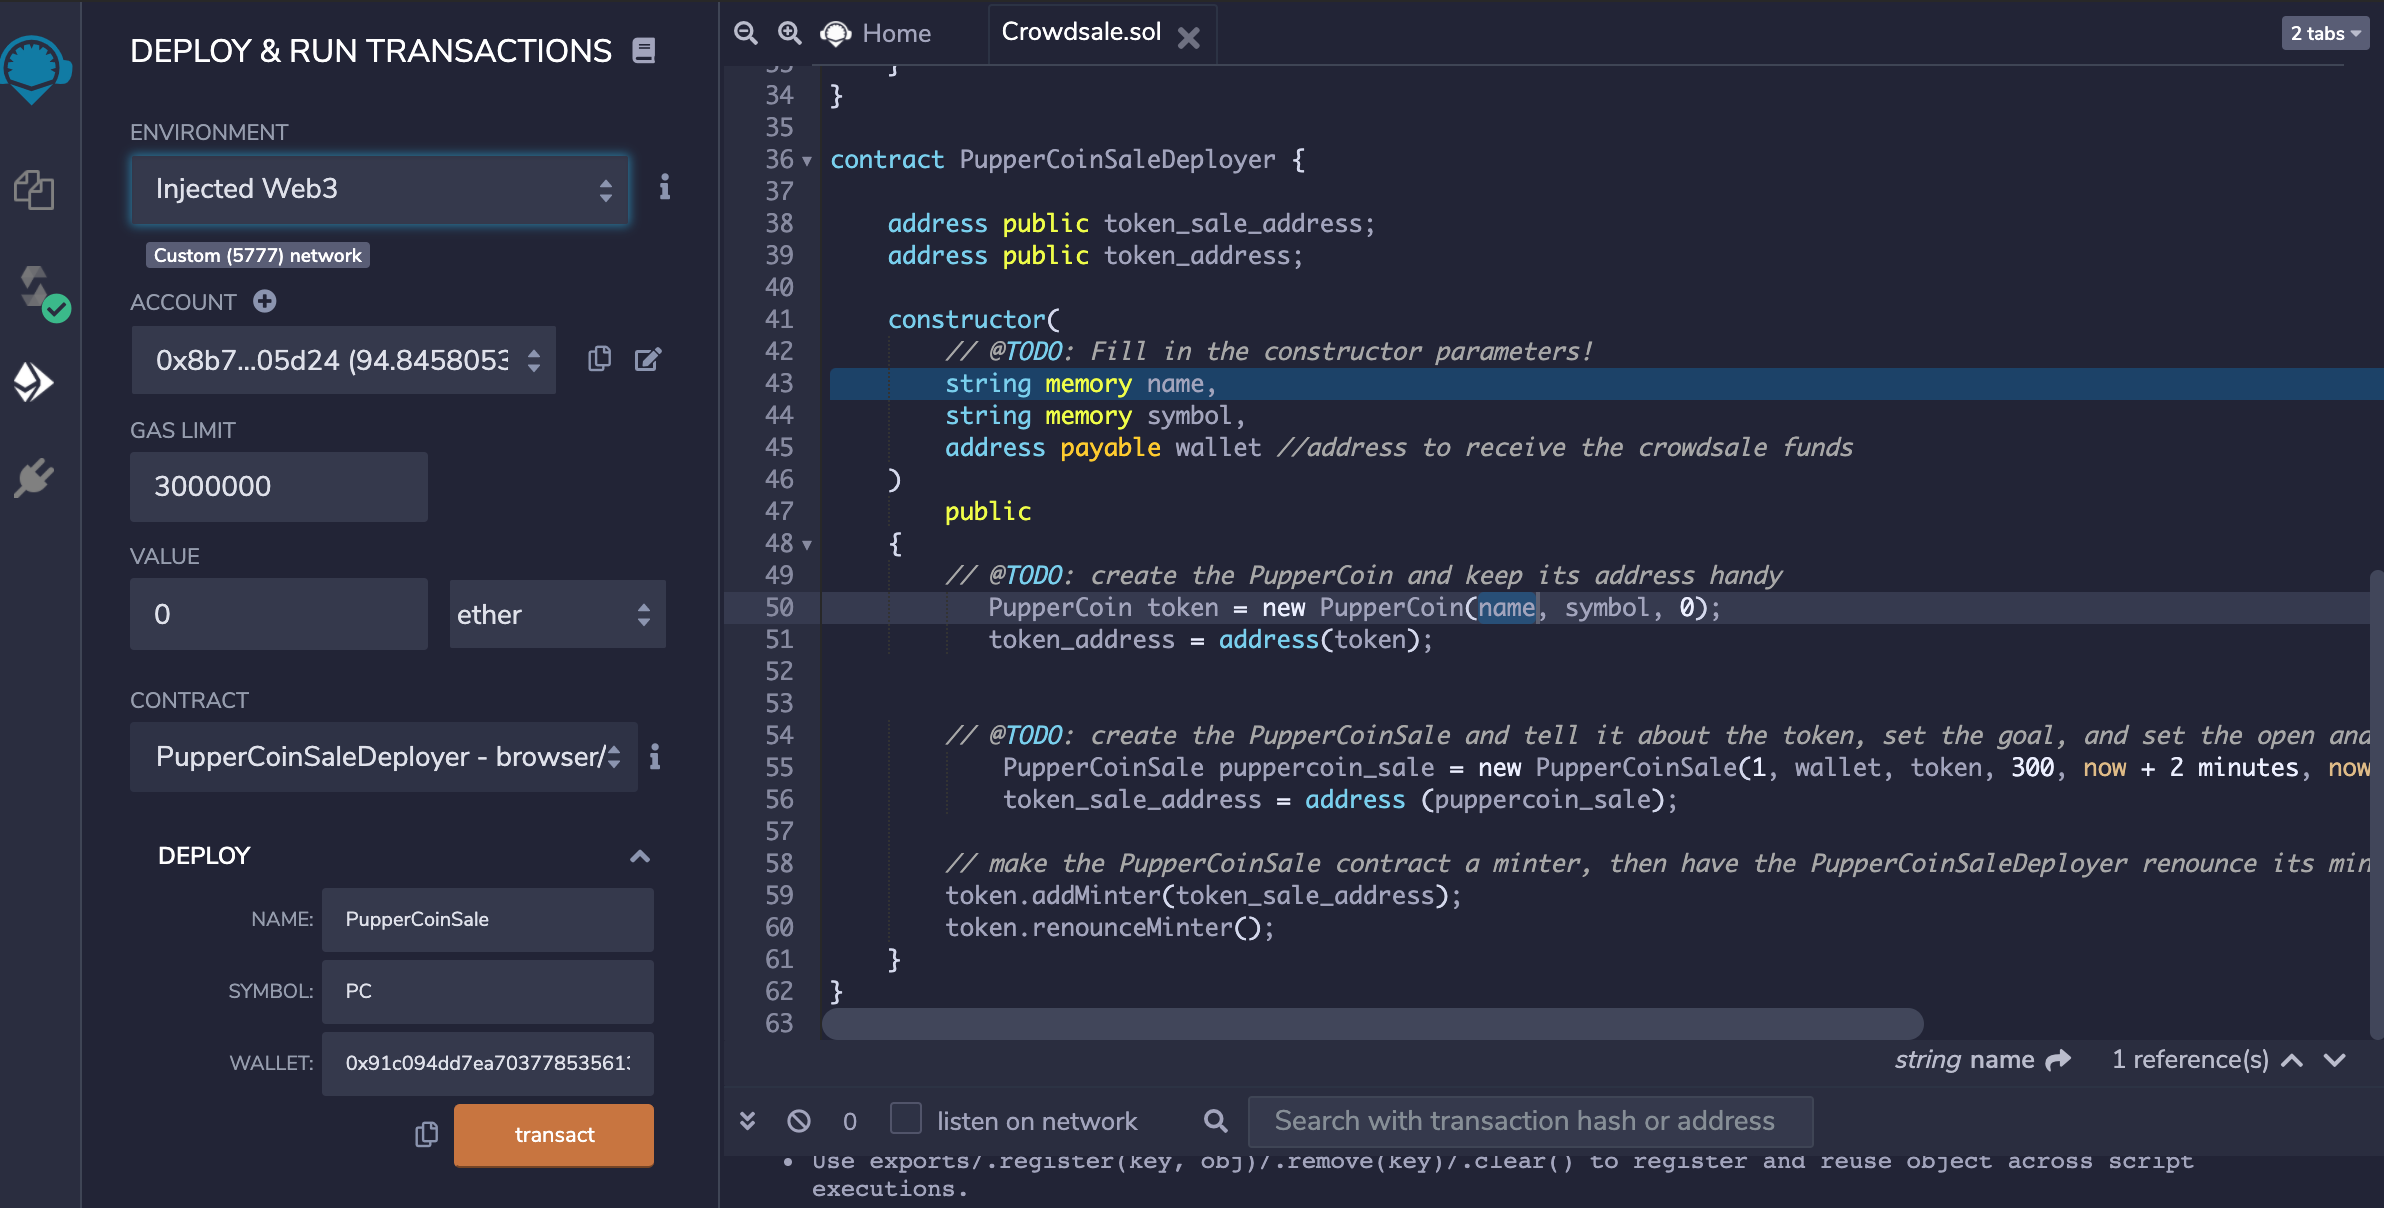 DEPLOY & RUN TRANSACTIONS
ENVIRONMENT
Injected Web3
Custom (5777) network
ACCOUNT
0x8b7...05d24 (94.8458053
GAS LIMIT
3000000
VALUE
0
ether
CONTRACT
PupperCoinSaleDeployer - browser/
DEPLOY
NAME:
PupperCoinSale
SYMBOL:
PC
WALLET:
0x91c094dd7ea703778535613
transact
Home
Crowdsale.sol
2 tabs
33 }
34 }
35
36 contract PupperCoinSaleDeployer {
37
38 address public token_sale_address;
39 address public token_address;
40
41 constructor(
42 // @TODO: Fill in the constructor parameters!
43 string memory name,
44 string memory symbol,
45 address payable wallet //address to receive the crowdsale funds
46 )
47 public
48 {
49 // @TODO: create the PupperCoin and keep its address handy
50 PupperCoin token = new PupperCoin(name, symbol, 0);
51 token_address = address(token);
52
53
54 // @TODO: create the PupperCoinSale and tell it about the token, set the goal, and set the open and
55 PupperCoinSale puppercoin_sale = new PupperCoinSale(1, wallet, token, 300, now + 2 minutes, now
56 token_sale_address = address (puppercoin_sale);
57
58 // make the PupperCoinSale contract a minter, then have the PupperCoinSaleDeployer renounce its min
59 token.addMinter(token_sale_address);
60 token.renounceMinter();
61 }
62 }
63
string name
1 reference(s)
0
listen on network
Search with transaction hash or address
• Use exports/.register(key, obj)/.remove(key)/.clear() to register and reuse object across script
executions.